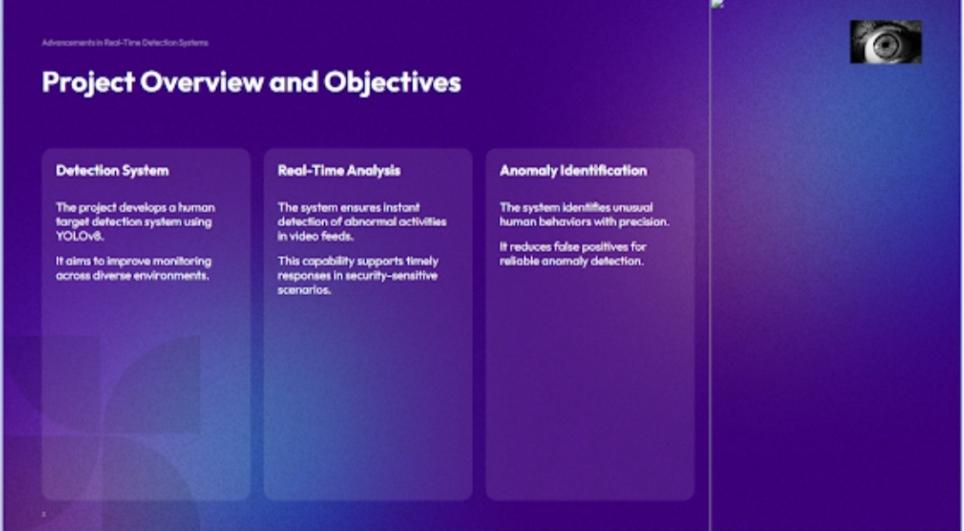 Advancements in Real-Time Detection Systems
Project Overview and Objectives
Detection System
The project develops a human
target detection system using
YOLOv8.
It aims to improve monitoring
across diverse environments.
Real-Time Analysis
The system ensures instant
detection of abnormal activities
in video feeds.
This capability supports timely
responses in security-sensitive
scenarios.
Anomaly Identification
The system identifies unusual
human behaviors with precision.
It reduces false positives for
reliable anomaly detection.